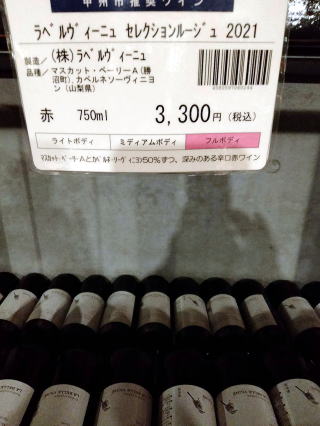 甲州市推奨ワイン
ラベルヴィーニュ セレクションルージュ 2021
製造／(株)ラベルヴィーニュ
品種／マスカット・ベーリーA(勝
沼町)、カベルネソーヴィニヨ
ン(山梨県)
赤 750ml 3,300円(税込)
ライトボディ ミディアムボディ フルボディ
マスカット・ベーリーAとカベルネ・ソーヴィニヨン50%ずつ、深みのある辛口赤ワイン